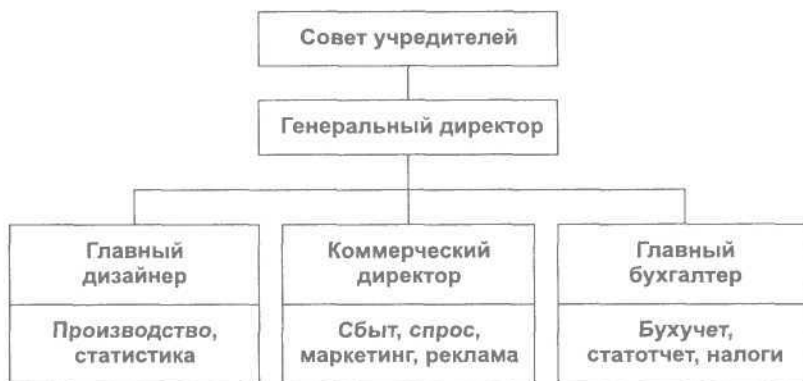 Совет учредителей
Генеральный директор
Главный
дизайнер
Производство,
статистика
Коммерческий
директор
Сбыт, спрос,
маркетинг, реклама
Главный
бухгалтер
Бухучет,
статотчет, налоги